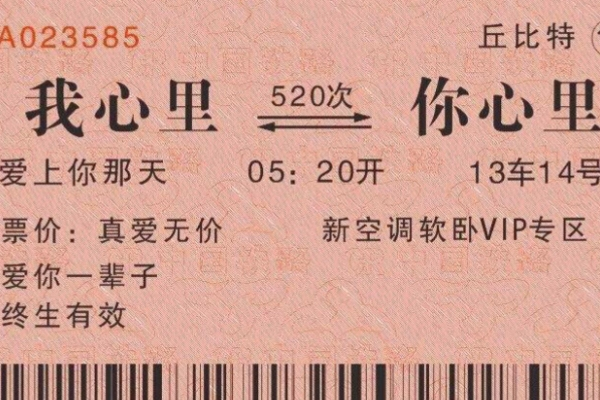 A023585 丘比特
我心里 520次 你心里
爱上你那天 05：20开 13车14号
票价：真爱无价 新空调软卧VIP专区
爱你一辈子
终生有效